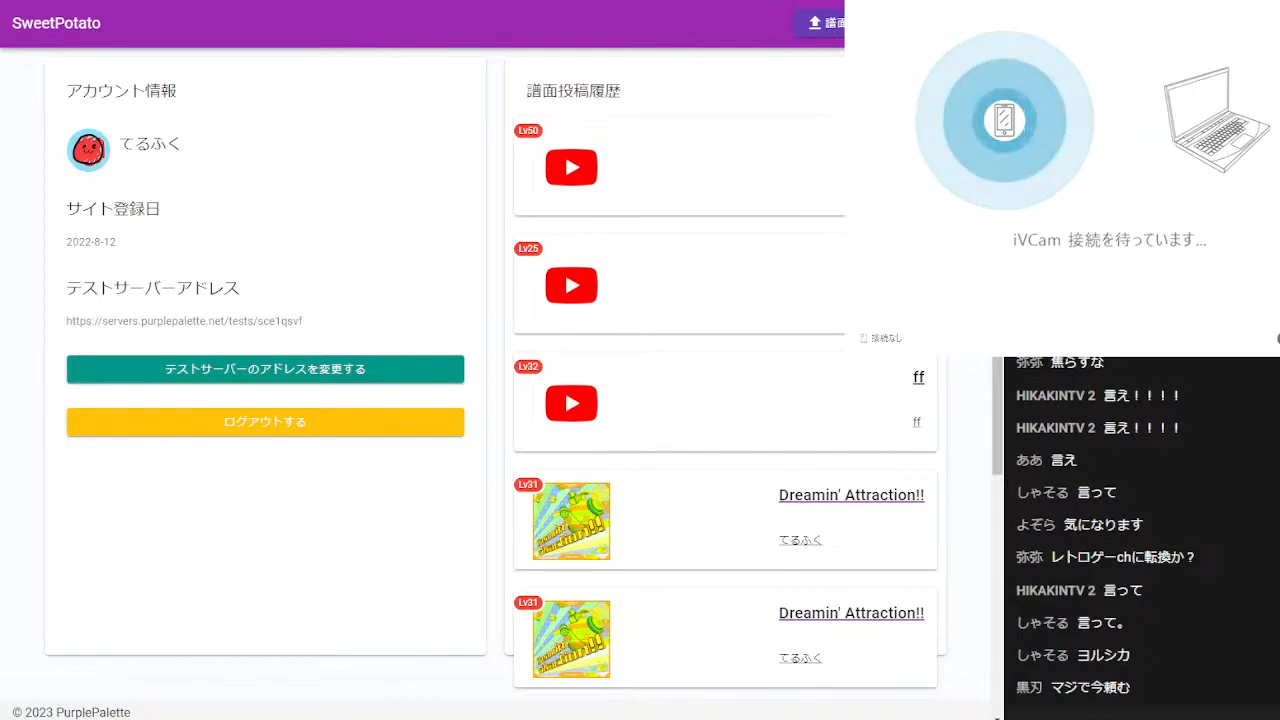 SweetPotato
譜面
アカウント情報
てるふく
サイト登録日
2022-8-12
テストサーバーアドレス
https://servers.purplepalette.net/tests/sce1qsvf
テストサーバーのアドレスを変更する
ログアウトする
譜面投稿履歴
Lv50
Lv25
Lv32
ff
ff
Lv31
Dreamin' Attraction!!
てるふく
Lv31
Dreamin' Attraction!!
てるふく
© 2023 PurplePalette
iVCam 接続を待っています...
接続なし
弥弥 焦らすな
HIKAKINTV 2 言え！！！！
HIKAKINTV 2 言え！！！！
ああ 言え
しゃそる 言って
よぞら 気になります
弥弥 レトロゲーchに転換か？
HIKAKINTV 2 言って
しゃそる 言って。
しゃそる ヨルシカ
黒刃 マジで今頼む